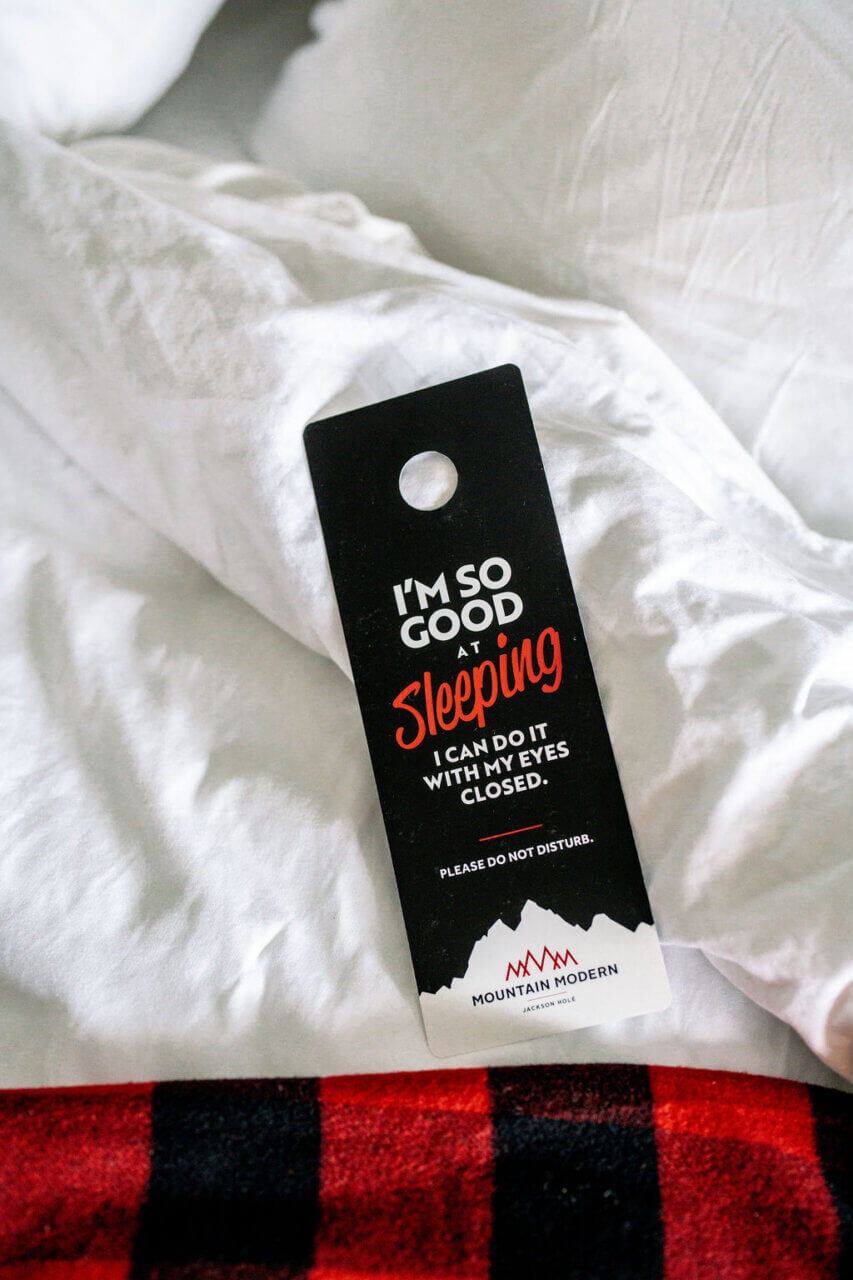 I'M SO
GOOD
AT
Sleeping
I CAN DO IT
WITH MY EYES
CLOSED.
PLEASE DO NOT DISTURB.
MOUNTAIN MODERN
JACKSON HOLE